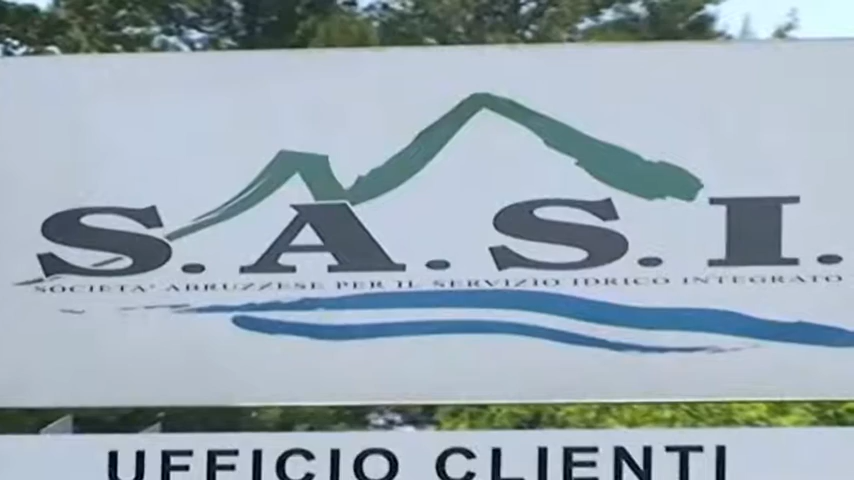 S.A.S.I.
SOCIETA' ABRUZZESE PER IL SERVIZIO IDRICO INTEGRATO
UFFICIO CLIENTI